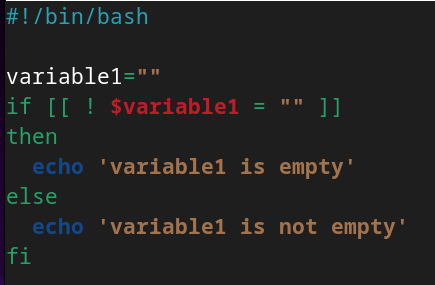 #!/bin/bash

variable1=""
if [[ ! $variable1 = "" ]]
then
  echo 'variable1 is empty'
else
  echo 'variable1 is not empty'
fi